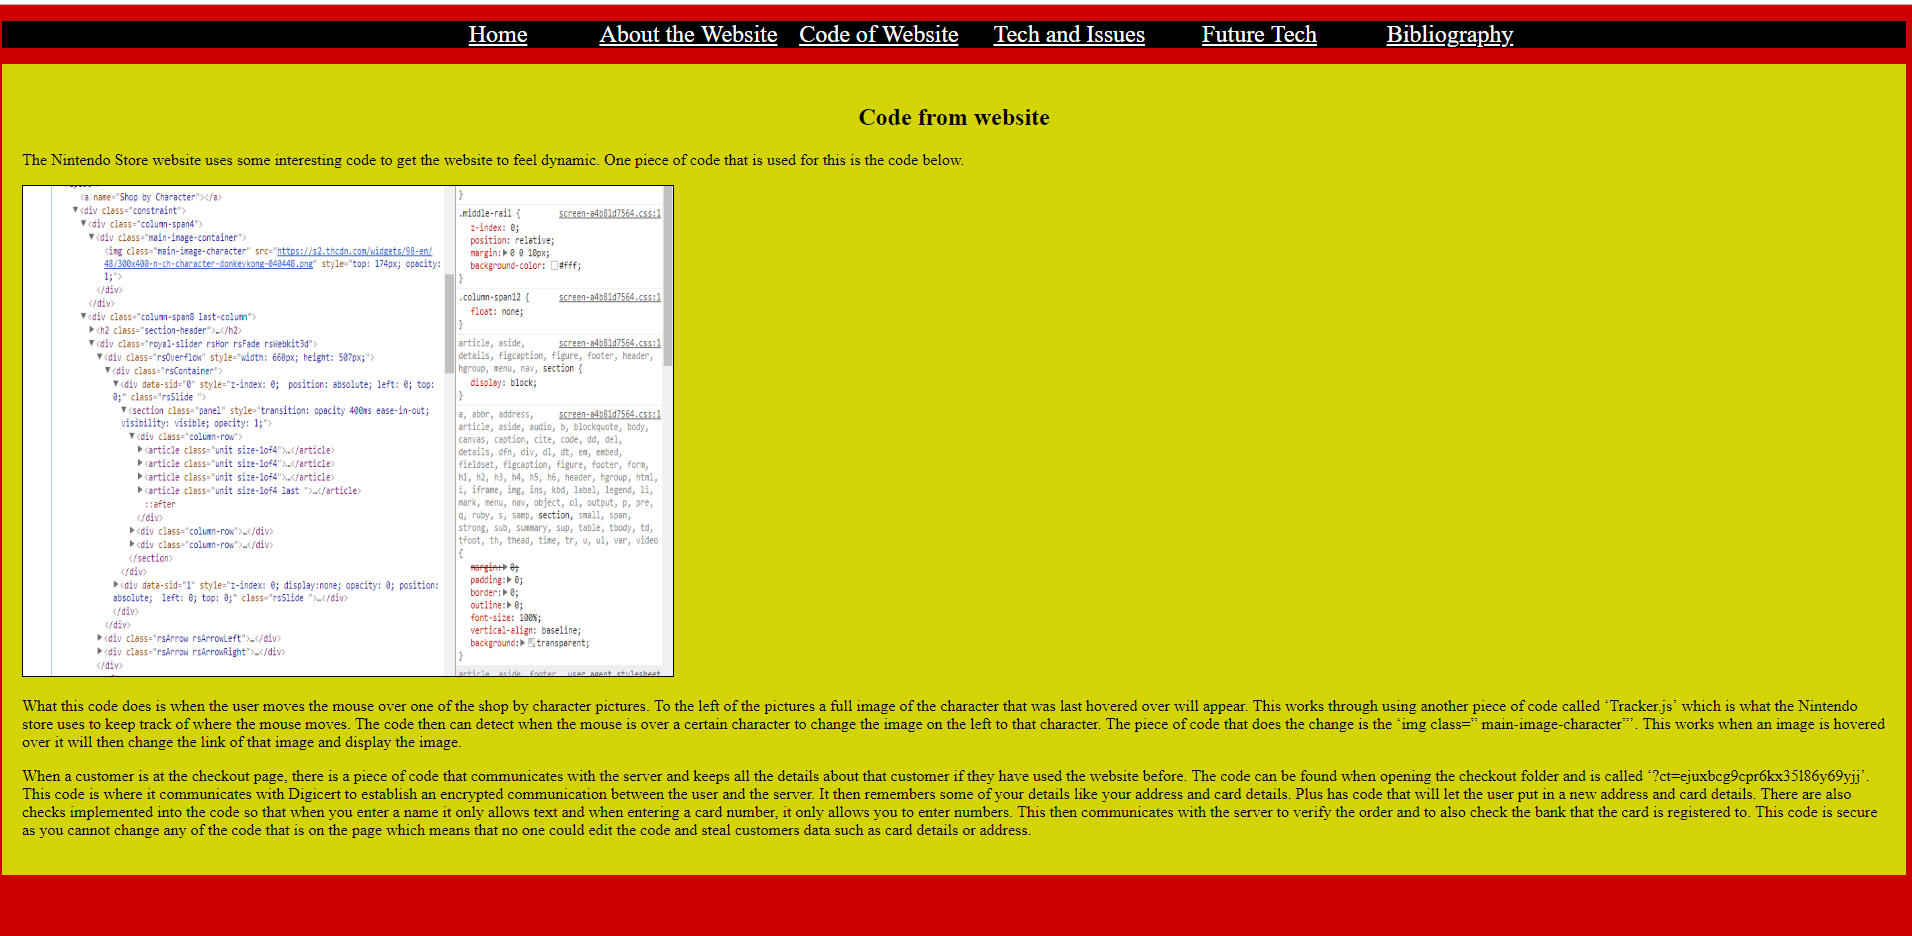 Home About the Website Code of Website Tech and Issues Future Tech Bibliography
Code from website
The Nintendo Store website uses some interesting code to get the website to feel dynamic. One piece of code that is used for this is the code below.
<a name="Shop by Character"></a>
▼<div class="constraint">
▼<div class="column-span4">
▼<div class="main-image-container">
<img class="main-image-character" src="https://s2.thcdn.com/widgets/98-en/
48/300x400-n-ch-character-donkeykong-040448.png" style="top: 174px; opacity:
1;">
</div>
</div>
▼<div class="column-span8 last-column">
▶<h2 class="section-header">…</h2>
▼<div class="royal-slider rsHor rsFade rsWebkit3d">
▼<div class="rsOverflow" style="width: 660px; height: 507px;">
▼<div class="rsContainer">
▼<div data-sid="0" style="z-index: 0;  position: absolute; left: 0; top:
0;" class="rsSlide ">
▼<section class="panel" style="transition: opacity 400ms ease-in-out;
visibility: visible; opacity: 1;">
▼<div class="column-row">
▶<article class="unit size-1of4">…</article>
▶<article class="unit size-1of4">…</article>
▶<article class="unit size-1of4">…</article>
▶<article class="unit size-1of4 last ">…</article>
::after
</div>
▶<div class="column-row">…</div>
▶<div class="column-row">…</div>
</section>
</div>
▶<div data-sid="1" style="z-index: 0; display:none; opacity: 0; position:
absolute;  left: 0; top: 0;" class="rsSlide ">…</div>
</div>
</div>
▶<div class="rsArrow rsArrowLeft">…</div>
▶<div class="rsArrow rsArrowRight">…</div>
</div>
}
.middle-rail { screen-a4b81d7564.css:1
z-index: 0;
position: relative;
margin:▶0 0 10px;
background-color: #fff;
}
.column-span12 { screen-a4b81d7564.css:1
float: none;
}
article, aside, screen-a4b81d7564.css:1
details, figcaption, figure, footer, header,
hgroup, menu, nav, section {
display: block;
}
a, abbr, address, screen-a4b81d7564.css:1
article, aside, audio, b, blockquote, body,
canvas, caption, cite, code, dd, del,
details, dfn, div, dl, dt, em, embed,
fieldset, figcaption, figure, footer, form,
h1, h2, h3, h4, h5, h6, header, hgroup, html,
i, iframe, img, ins, kbd, label, legend, li,
mark, menu, nav, object, ol, output, p, pre,
q, ruby, s, samp, section, small, span,
strong, sub, summary, sup, table, tbody, td,
tfoot, th, thead, time, tr, u, ul, var, video
{
margin:▶0;
padding:▶0;
border:▶0;
outline:▶0;
font-size: 100%;
vertical-align: baseline;
background:▶transparent;
}
article, aside, footer, user agent stylesheet
What this code does is when the user moves the mouse over one of the shop by character pictures. To the left of the pictures a full image of the character that was last hovered over will appear. This works through using another piece of code called ‘Tracker.js’ which is what the Nintendo
store uses to keep track of where the mouse moves. The code then can detect when the mouse is over a certain character to change the image on the left to that character. The piece of code that does the change is the ‘img class=” main-image-character”’. This works when an image is hovered
over it will then change the link of that image and display the image.
When a customer is at the checkout page, there is a piece of code that communicates with the server and keeps all the details about that customer if they have used the website before. The code can be found when opening the checkout folder and is called ‘?ct=ejuxbcg9cpr6kx35l86y69yjj’.
This code is where it communicates with Digicert to establish an encrypted communication between the user and the server. It then remembers some of your details like your address and card details. Plus has code that will let the user put in a new address and card details. There are also
checks implemented into the code so that when you enter a name it only allows text and when entering a card number, it only allows you to enter numbers. This then communicates with the server to verify the order and to also check the bank that the card is registered to. This code is secure
as you cannot change any of the code that is on the page which means that no one could edit the code and steal customers data such as card details or address.